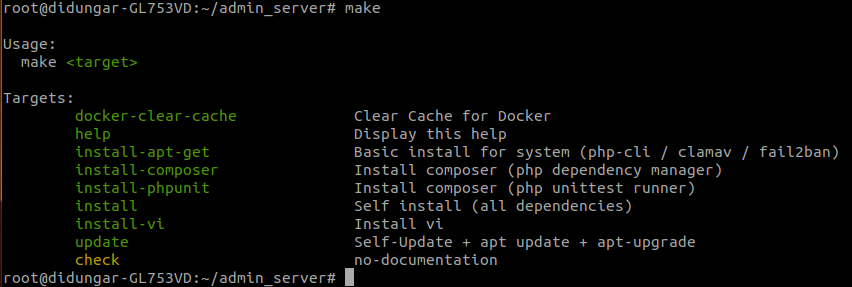 root@didungar-GL753VD:~/admin_server# make
Usage:
make <target>
Targets:
docker-clear-cache Clear Cache for Docker
help Display this help
install-apt-get Basic install for system (php-cli / clamav / fail2ban)
install-composer Install composer (php dependency manager)
install-phpunit Install composer (php unittest runner)
install Self install (all dependencies)
install-vi Install vi
update Self-Update + apt update + apt-upgrade
check no-documentation
root@didungar-GL753VD:~/admin_server#